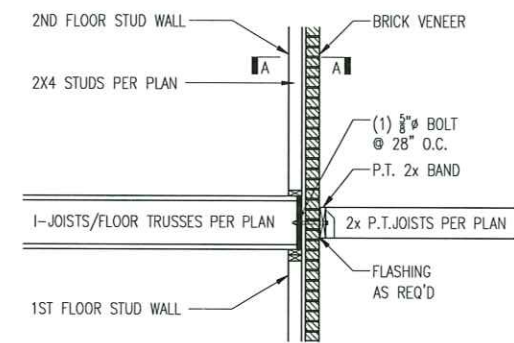 2ND FLOOR STUD WALL
BRICK VENEER
A
A
2X4 STUDS PER PLAN
(1) 5/8"ø BOLT
@ 28" O.C.
P.T. 2x BAND
I-JOISTS/FLOOR TRUSSES PER PLAN
2x P.T.JOISTS PER PLAN
FLASHING
AS REQ'D
1ST FLOOR STUD WALL